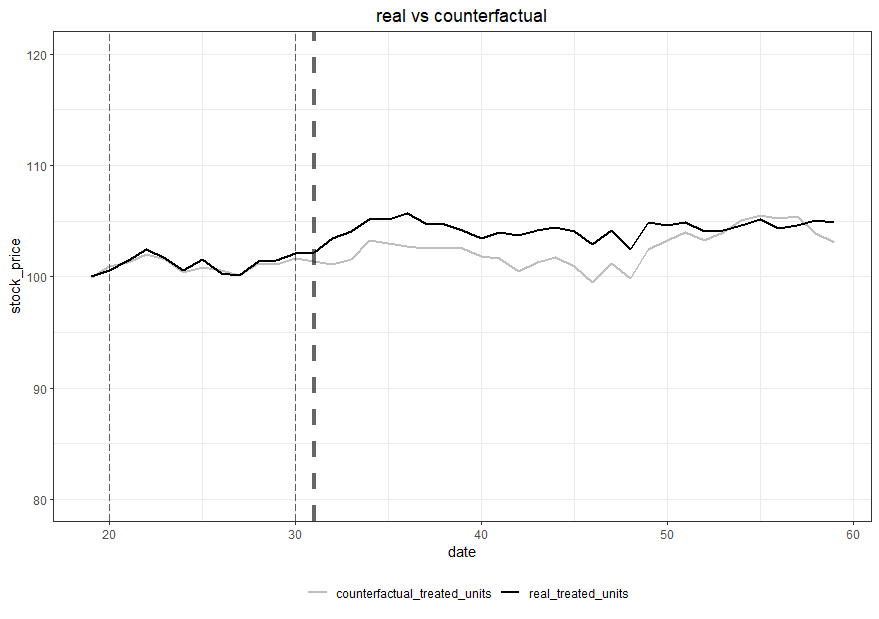 real vs counterfactual
120
110
100
90
80
stock_price
20 30 40 50 60
date
counterfactual_treated_units real_treated_units